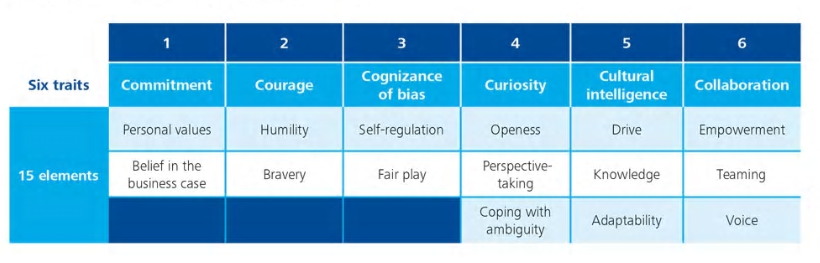 1 2 3 4 5 6
Six traits Commitment Courage Cognizance of bias Curiosity Cultural intelligence Collaboration
Personal values Humility Self-regulation Openess Drive Empowerment
15 elements Belief in the business case Bravery Fair play Perspective-taking Knowledge Teaming
Coping with ambiguity Adaptability Voice